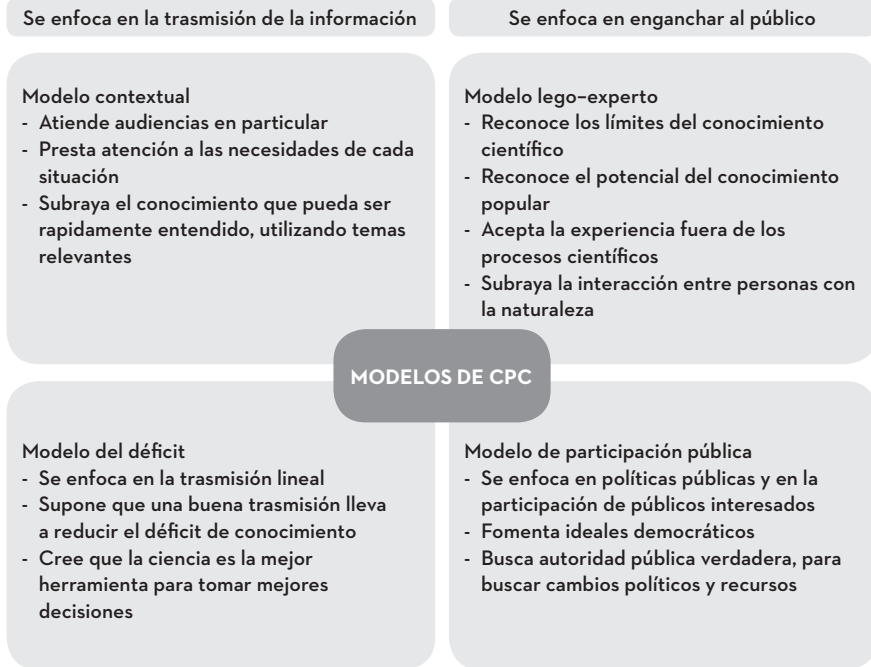 Se enfoca en la trasmisión de la información
Se enfoca en enganchar al público
Modelo contextual
- Atiende audiencias en particular
- Presta atención a las necesidades de cada
situación
- Subraya el conocimiento que pueda ser
rapidamente entendido, utilizando temas
relevantes
Modelo lego–experto
- Reconoce los límites del conocimiento
científico
- Reconoce el potencial del conocimiento
popular
- Acepta la experiencia fuera de los
procesos científicos
- Subraya la interacción entre personas con
la naturaleza
MODELOS DE CPC
Modelo del déficit
- Se enfoca en la trasmisión lineal
- Supone que una buena trasmisión lleva
a reducir el déficit de conocimiento
- Cree que la ciencia es la mejor
herramienta para tomar mejores
decisiones
Modelo de participación pública
- Se enfoca en políticas públicas y en la
participación de públicos interesados
- Fomenta ideales democráticos
- Busca autoridad pública verdadera, para
buscar cambios políticos y recursos